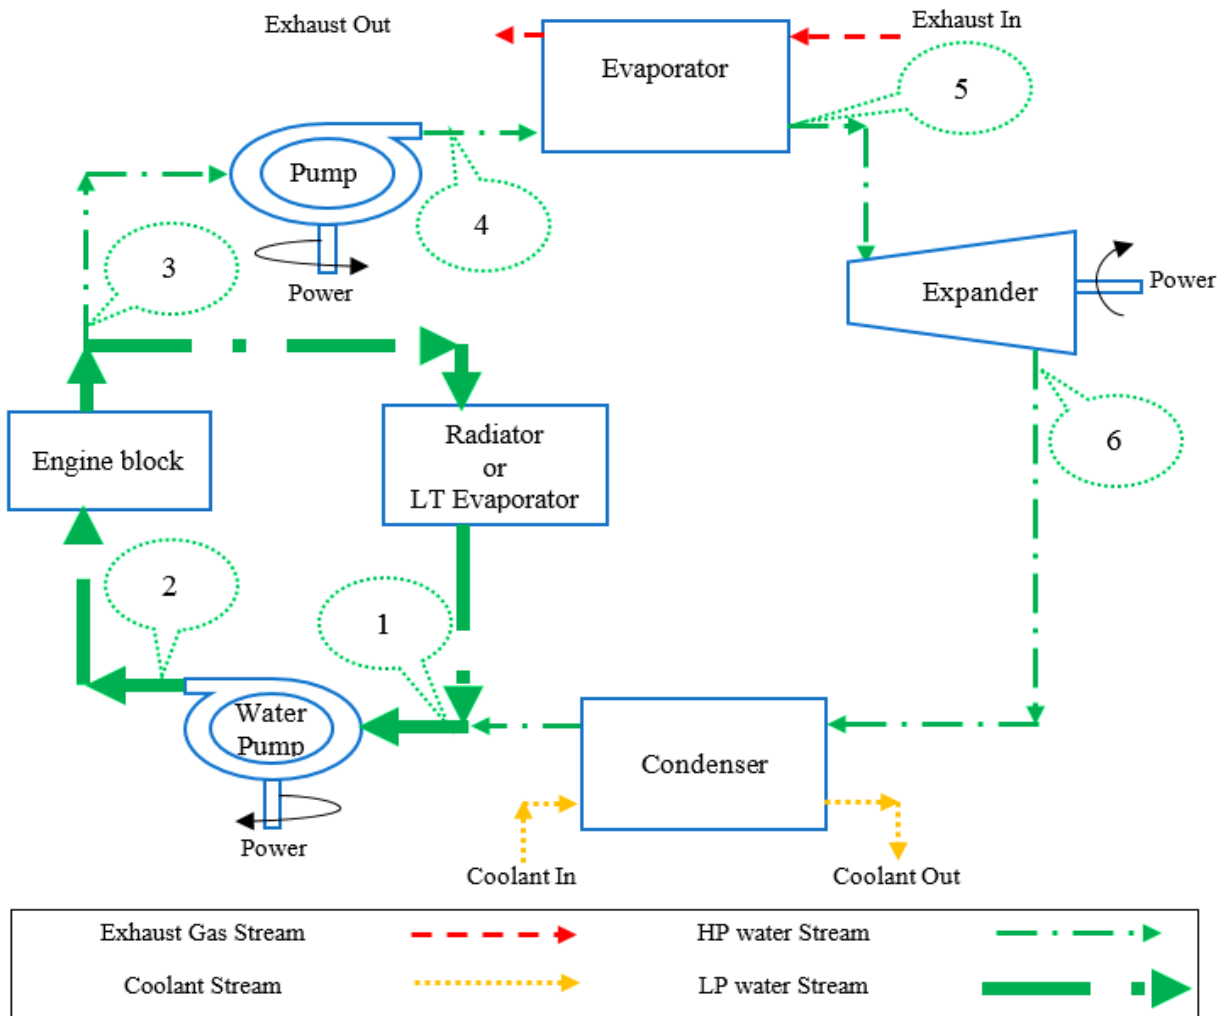 Exhaust Out
Exhaust In
Evaporator
5
Pump
4
3
Power
Expander
Power
Engine block
Radiator
or
LT Evaporator
6
2
1
Water
Pump
Condenser
Power
Coolant In
Coolant Out
Exhaust Gas Stream
HP water Stream
Coolant Stream
LP water Stream